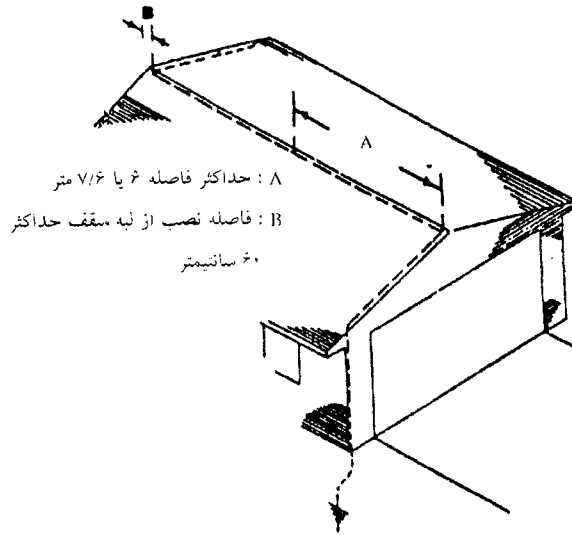 B
A
A : حداکثر فاصله ۶ یا ۷/۶ متر
B : فاصله نصب از لبه سقف حداکثر
۶۰ سانتیمتر